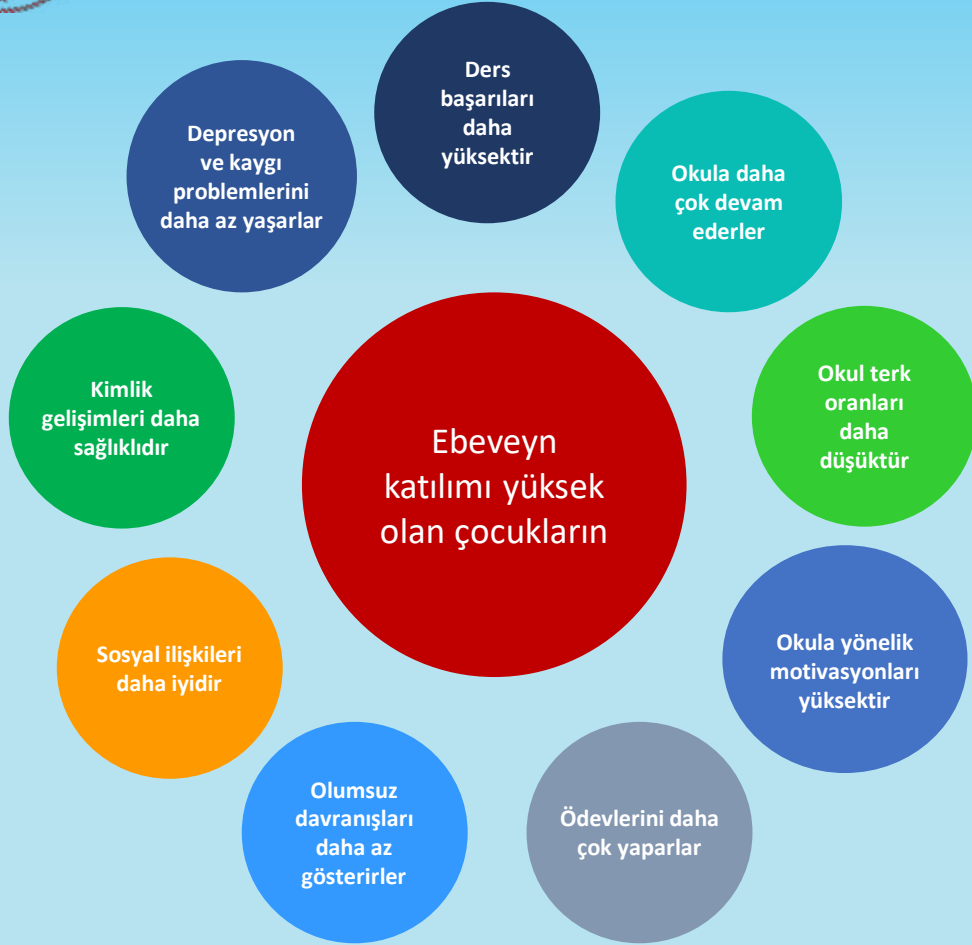 Ders
başarıları
daha
yüksektir
Depresyon
ve kaygı
problemlerini
daha az yaşarlar
Okula daha
çok devam
ederler
Kimlik
gelişimleri daha
sağlıklıdır
Ebeveyn
katılımı yüksek
olan çocukların
Okul terk
oranları
daha
düşüktür
Sosyal ilişkileri
daha iyidir
Okula yönelik
motivasyonları
yüksektir
Olumsuz
davranışları
daha az
gösterirler
Ödevlerini daha
çok yaparlar